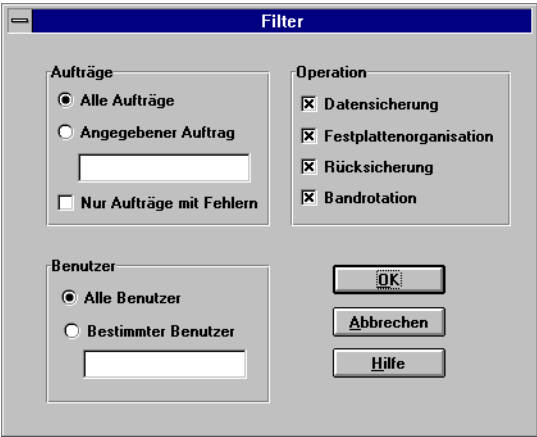 Filter
Aufträge
Alle Aufträge
Angegebener Auftrag
Nur Aufträge mit Fehlern
Operation
Datensicherung
Festplattenorganisation
Rücksicherung
Bandrotation
Benutzer
Alle Benutzer
Bestimmter Benutzer
OK
Abbrechen
Hilfe